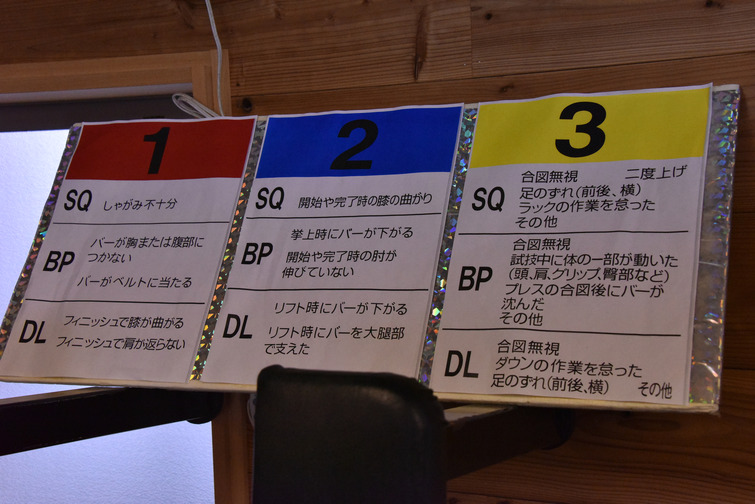 1
SQ しゃがみ不十分
BP バーが胸または腹部に
つかない
バーがベルトに当たる
DL フィニッシュで膝が曲がる
フィニッシュで肩が返らない
2
SQ 開始や完了時の膝の曲がり
BP 挙上時にバーが下がる
開始や完了時の肘が
伸びていない
DL リフト時にバーが下がる
リフト時にバーを大腿部
で支えた
3
SQ 合図無視 二度上げ
足のずれ(前後、横)
ラックの作業を怠った
その他
BP 合図無視
試技中に体の一部が動いた
(頭、肩、グリップ、臀部など)
プレスの合図後にバーが
沈んだ
その他
DL 合図無視
ダウンの作業を怠った
足のずれ(前後、横) その他